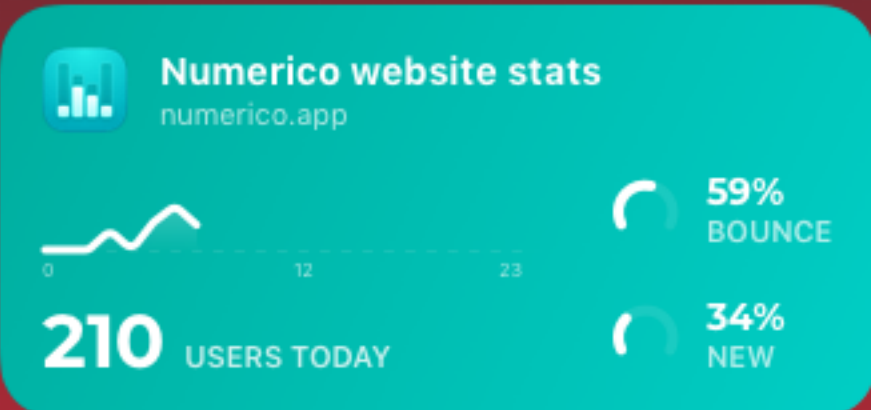 Numerico website stats
numerico.app
0 12 23
210 USERS TODAY
59%
BOUNCE
34%
NEW